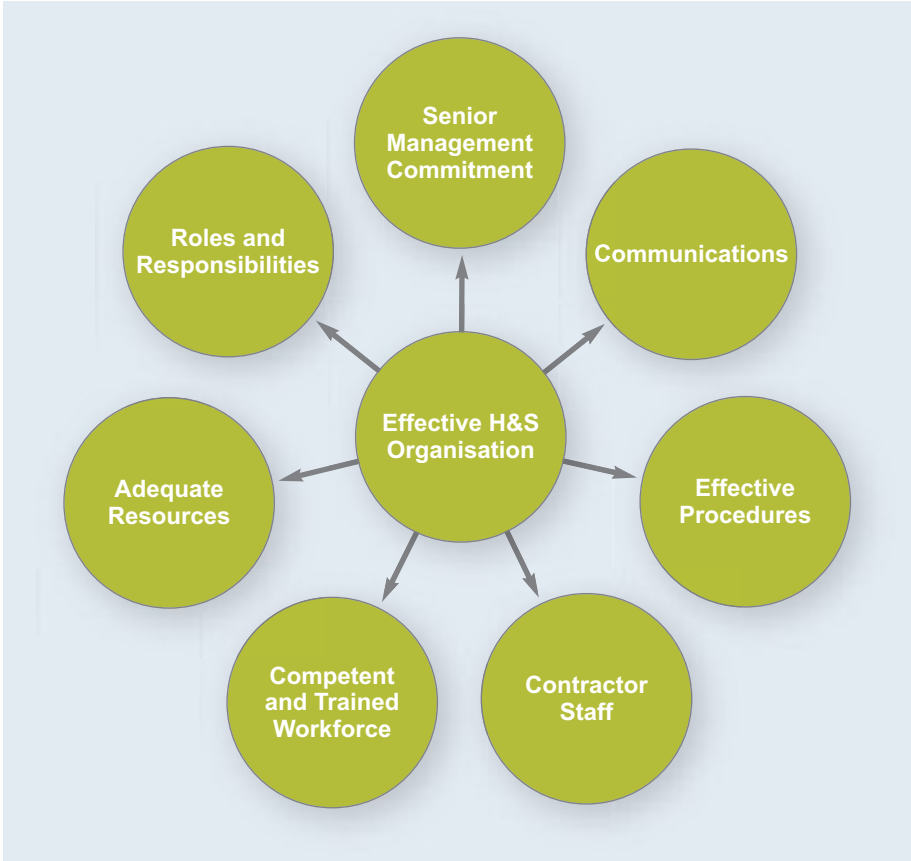 Senior
Management
Commitment
Roles and
Responsibilities
Communications
Effective H&S
Organisation
Adequate
Resources
Effective
Procedures
Competent
and Trained
Workforce
Contractor
Staff